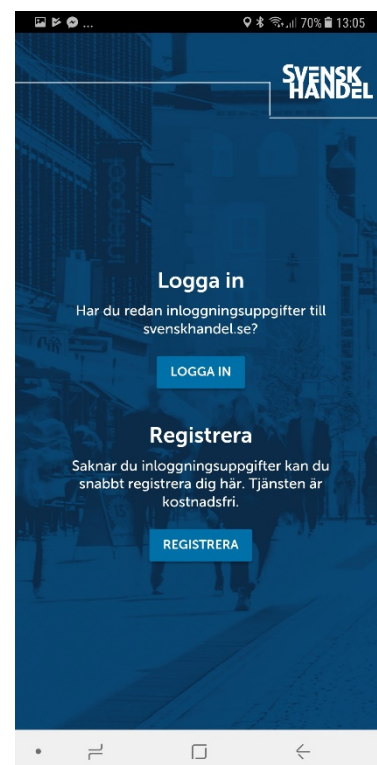 ... 70% 13:05
SVENSK
HANDEL
interpool
Logga in
Har du redan inloggningsuppgifter till
svenskhandel.se?
LOGGA IN
Registrera
Saknar du inloggningsuppgifter kan du
snabbt registrera dig här. Tjänsten är
kostnadsfri.
REGISTRERA